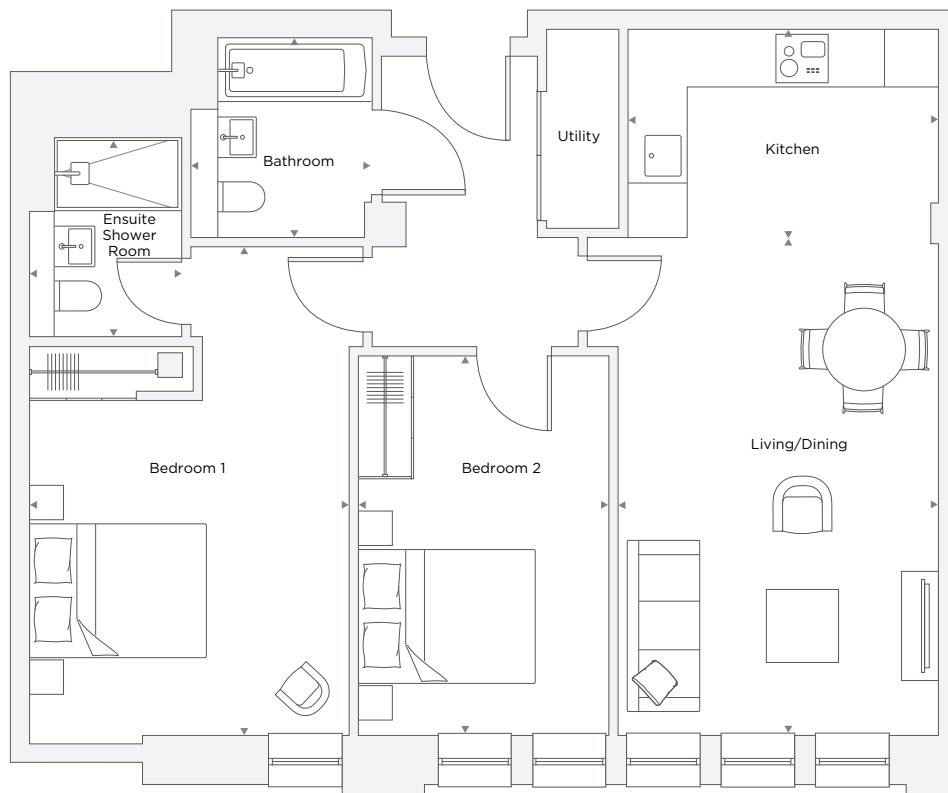 Utility
Kitchen
Bathroom
Ensuite
Shower
Room
Living/Dining
Bedroom 1
Bedroom 2